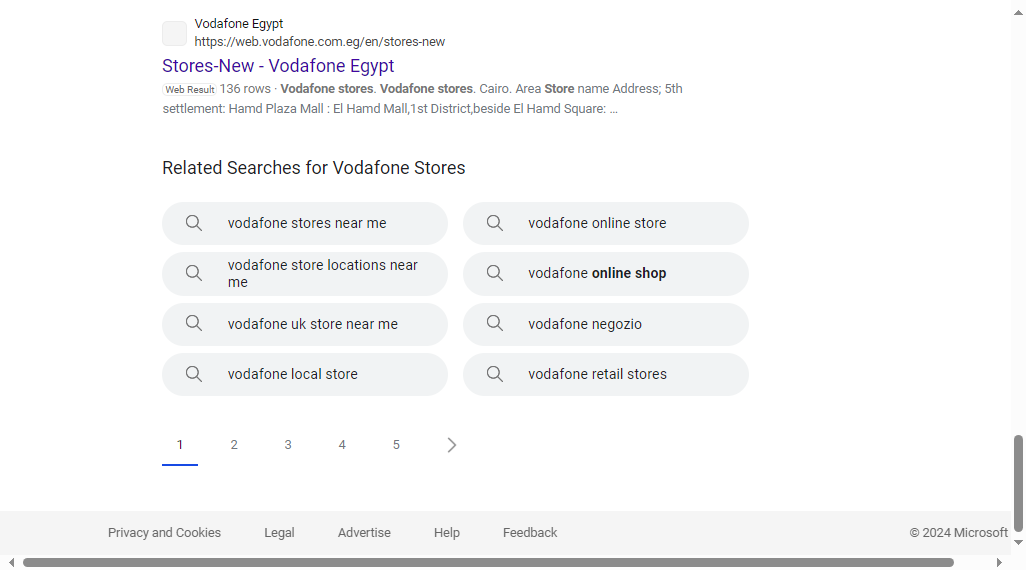 Vodafone Egypt
https://web.vodafone.com.eg/en/stores-new
Stores-New - Vodafone Egypt
Web Result 136 rows · Vodafone stores. Vodafone stores. Cairo. Area Store name Address; 5th
settlement: Hamd Plaza Mall : El Hamd Mall,1st District,beside El Hamd Square: ...
Related Searches for Vodafone Stores
vodafone stores near me
vodafone online store
vodafone store locations near
me
vodafone online shop
vodafone uk store near me
vodafone negozio
vodafone local store
vodafone retail stores
1 2 3 4 5
Privacy and Cookies Legal Advertise Help Feedback © 2024 Microsoft